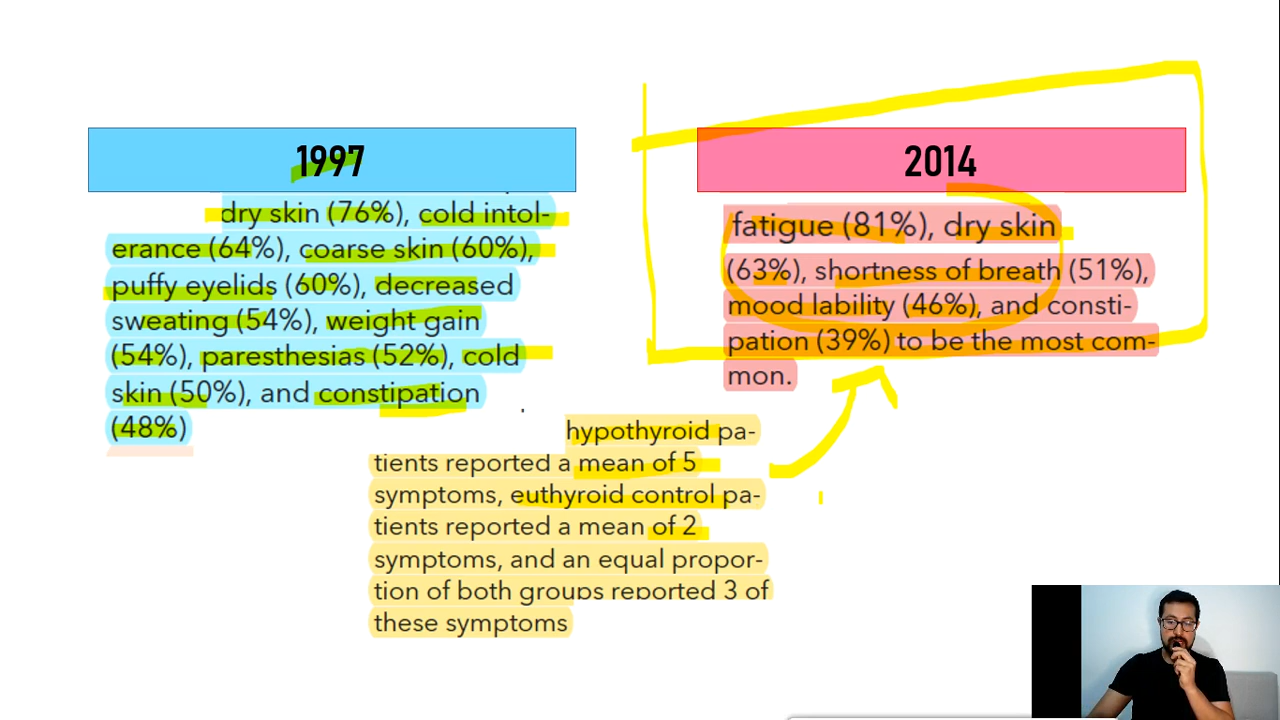 1997
dry skin (76%), cold intol-
erance (64%), coarse skin (60%),
puffy eyelids (60%), decreased
sweating (54%), weight gain
(54%), paresthesias (52%), cold
skin (50%), and constipation
(48%)
2014
fatigue (81%), dry skin
(63%), shortness of breath (51%),
mood lability (46%), and consti-
pation (39%) to be the most com-
mon.
hypothyroid pa-
tients reported a mean of 5
symptoms, euthyroid control pa-
tients reported a mean of 2
symptoms, and an equal propor-
tion of both groups reported 3 of
these symptoms